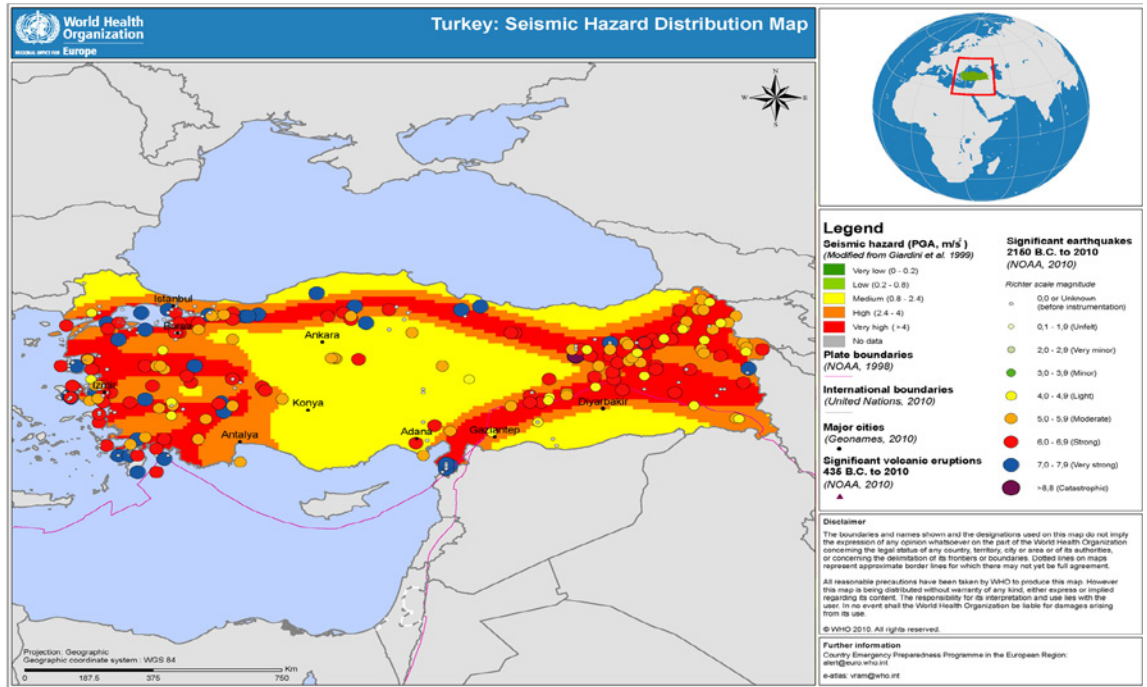 World Health
Organization
REGIONAL OFFICE FOR Europe
Turkey: Seismic Hazard Distribution Map
N
W
E
S
Istanbul
Bursa
Ankara
Izmir
Konya
Antalya
Adana
Gaziantep
Diyarbakir
Projection: Geographic
Geographic coordinate system : WGS 84
Km
0 187.5 375 750
Legend
Seismic hazard (PGA, m/s²)
(Modified from Giardini et al. 1999)
Very low (0 - 0.2)
Low (0.2 - 0.8)
Medium (0.8 - 2.4)
High (2.4 - 4)
Very high (>4)
No data
Plate boundaries
(NOAA, 1998)
International boundaries
(United Nations, 2010)
Major cities
(Geonames, 2010)
Significant volcanic eruptions
435 B.C. to 2010
(NOAA, 2010)
Significant earthquakes
2150 B.C. to 2010
(NOAA, 2010)
Richter scale magnitude
0,0 or Unknown
(before instrumentation)
0,1 - 1,9 (Unfelt)
2,0 - 2,9 (Very minor)
3,0 - 3,9 (Minor)
4,0 - 4,9 (Light)
5,0 - 5,9 (Moderate)
6,0 - 6,9 (Strong)
7,0 - 7,9 (Very strong)
>8,8 (Catastrophic)
Disclaimer
The boundaries and names shown and the designations used on this map do not imply
the expression of any opinion whatsoever on the part of the World Health Organization
concerning the legal status of any country, territory, city or area or of its authorities,
or concerning the delimitation of its frontiers or boundaries. Dotted lines on maps
represent approximate border lines for which there may not yet be full agreement.
All reasonable precautions have been taken by WHO to produce this map. However
this map is being distributed without warranty of any kind, either express or implied
regarding its content. The responsibility for its interpretation and use lies with the
user. In no event shall the World Health Organization be liable for damages arising
from its use.
© WHO 2010. All rights reserved.
Further information
Country Emergency Preparedness Programme in the European Region:
alert@euro.who.int
e-atlas: vram@who.int